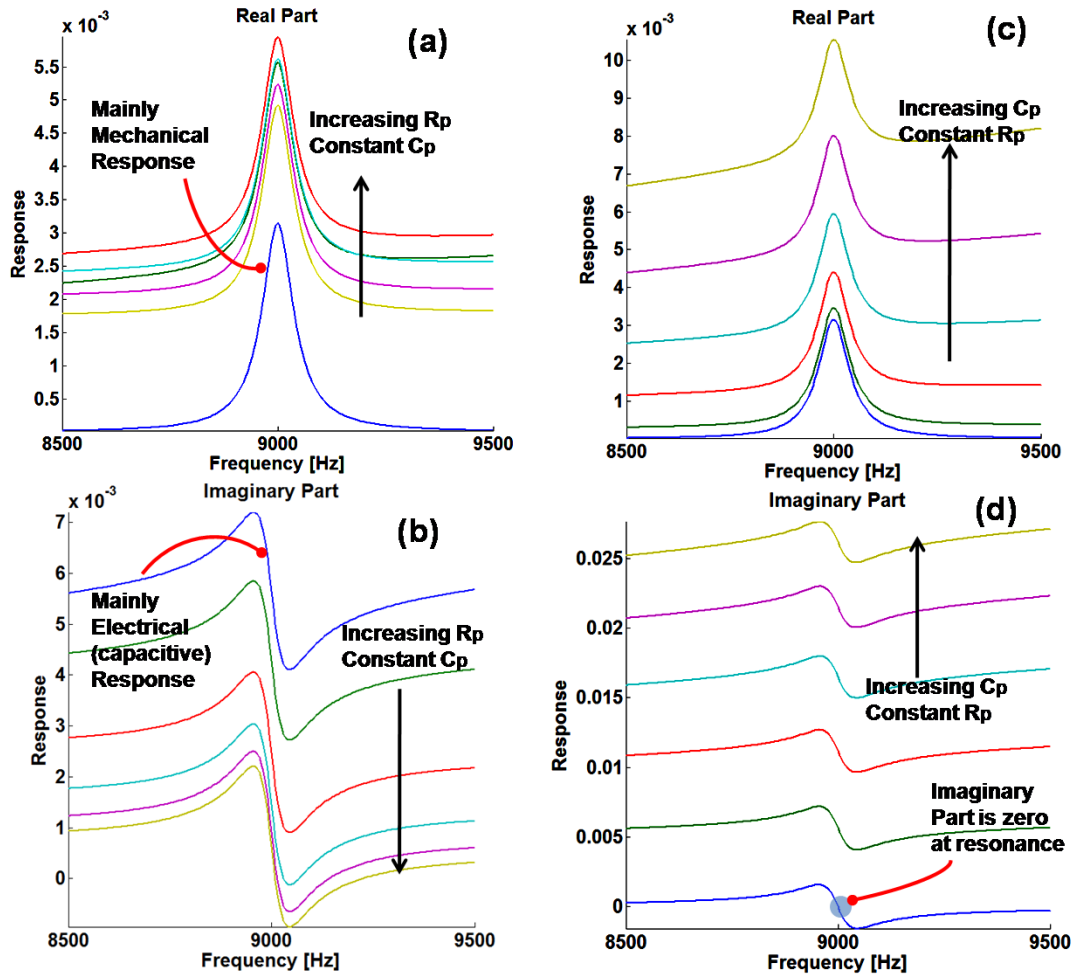 Real Part
x 10⁻³
(a)
5.5
5
4.5
4
3.5
3
2.5
2
1.5
1
0.5
Response
Mainly
Mechanical
Response
Increasing Rp
Constant Cp
8500
9000
9500
Frequency [Hz]
Real Part
x 10⁻³
(c)
10
9
8
7
6
5
4
3
2
1
Response
Increasing Cp
Constant Rp
8500
9000
9500
Frequency [Hz]
Imaginary Part
x 10⁻³
(b)
7
6
5
4
3
2
1
0
Response
Mainly
Electrical
(capacitive)
Response
Increasing Rp
Constant Cp
8500
9000
9500
Frequency [Hz]
Imaginary Part
(d)
0.025
0.02
0.015
0.01
0.005
0
Response
Increasing Cp
Constant Rp
Imaginary
Part is zero
at resonance
8500
9000
9500
Frequency [Hz]